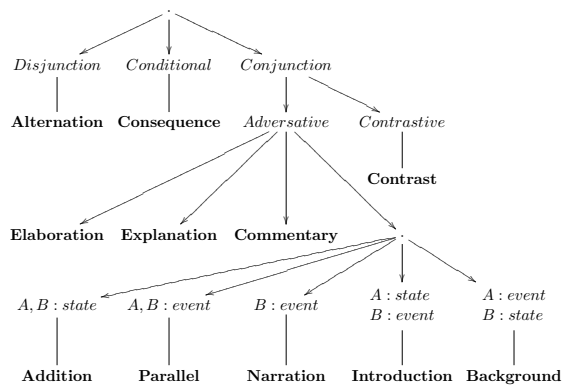 Disjunction Conditional Conjunction
Alternation Consequence Adversative Contrastive
Contrast
Elaboration Explanation Commentary
A, B : state A, B : event B : event A : state A : event
B : event B : state
Addition Parallel Narration Introduction Background